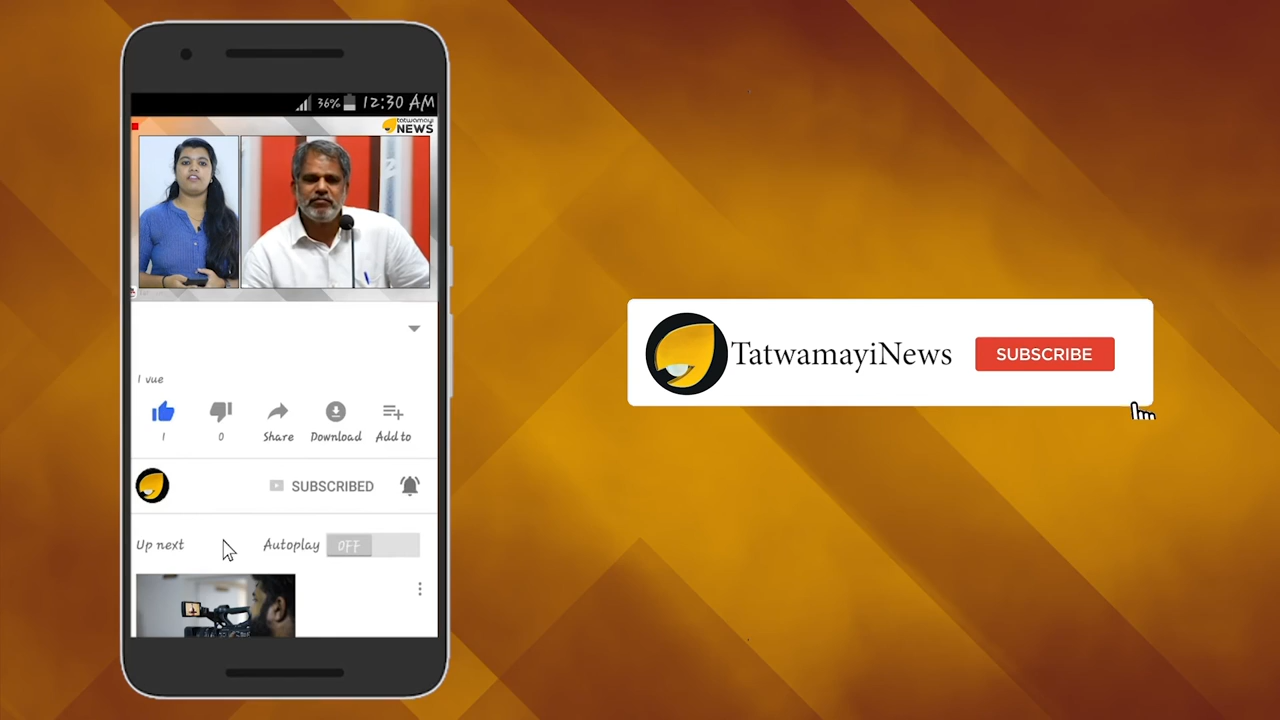 36% 12:30 AM
tatwamayi
NEWS
1 vue
1
0
Share
Download
Add to
SUBSCRIBED
Up next
Autoplay
OFF
TatwamayiNews
SUBSCRIBE